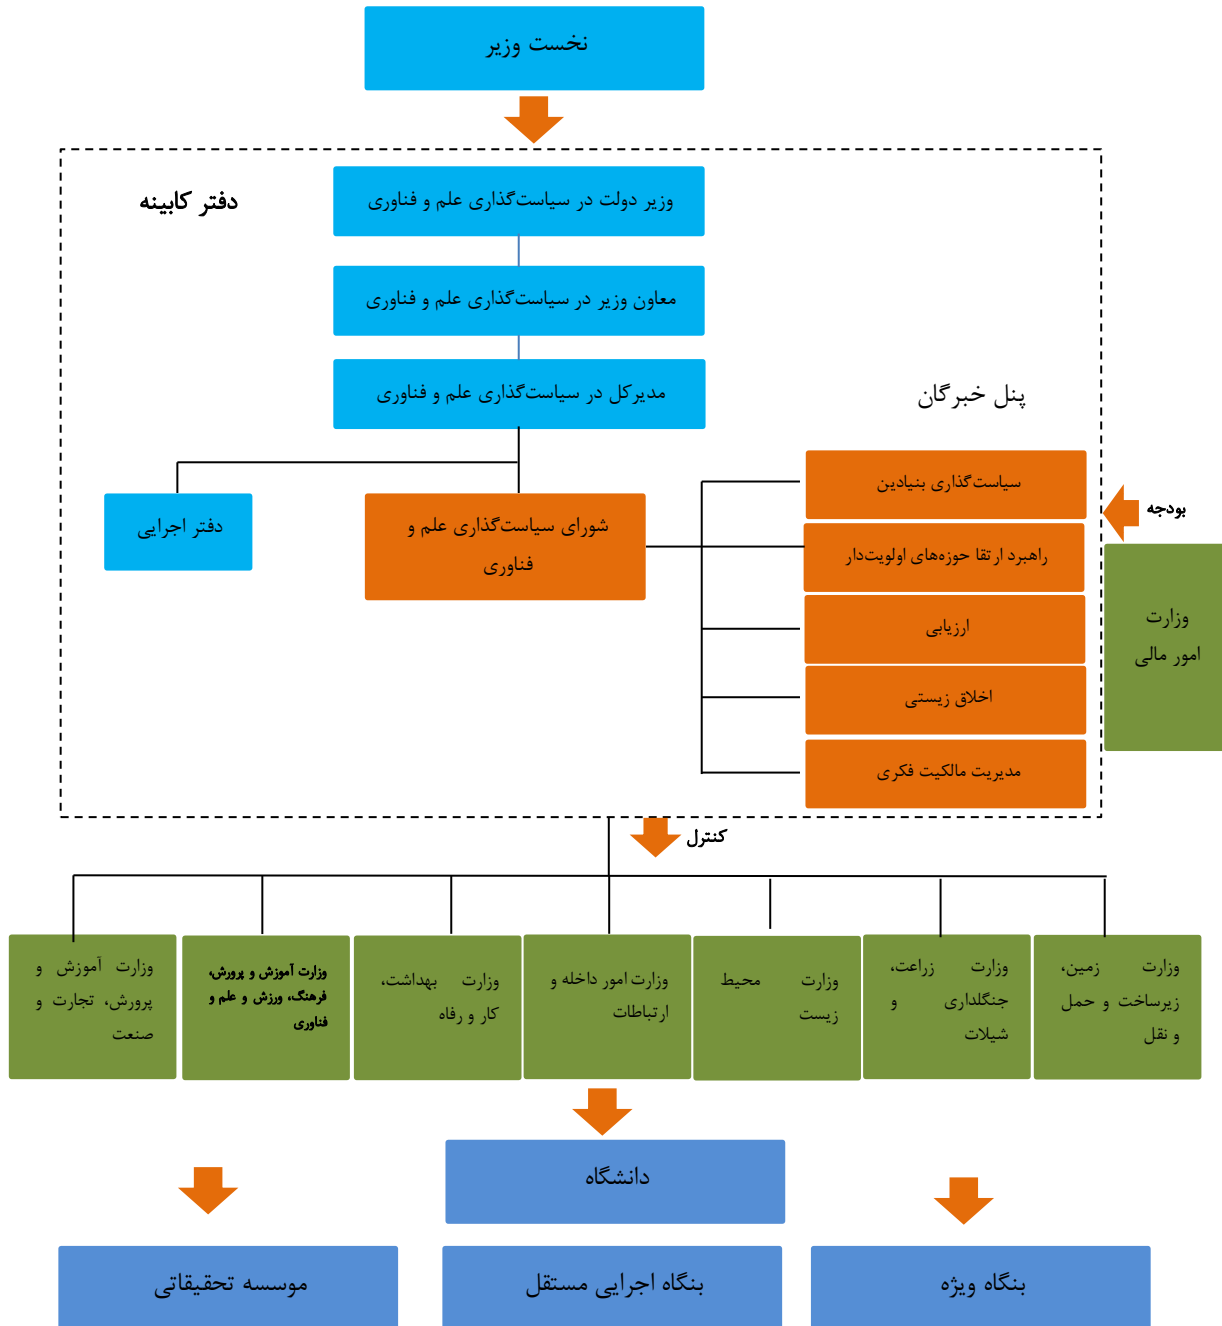 نخست وزیر
دفتر کابینه
وزیر دولت در سیاست‌گذاری علم و فناوری
معاون وزیر در سیاست‌گذاری علم و فناوری
مدیرکل در سیاست‌گذاری علم و فناوری
پنل خبرگان
سیاست‌گذاری بنیادین
راهبرد ارتقا حوزه‌های اولویت‌دار
ارزیابی
اخلاق زیستی
مدیریت مالکیت فکری
شورای سیاست‌گذاری علم و
فناوری
دفتر اجرایی
بودجه
وزارت
امور مالی
کنترل
وزارت زمین،
زیرساخت و حمل
و نقل
وزارت زراعت،
جنگلداری و
شیلات
وزارت محیط
زیست
وزارت امور داخله و
ارتباطات
وزارت بهداشت،
کار و رفاه
وزارت آموزش و پرورش،
فرهنگ، ورزش و علم و
فناوری
وزارت آموزش و
پرورش، تجارت و
صنعت
دانشگاه
بنگاه ویژه
بنگاه اجرایی مستقل
موسسه تحقیقاتی